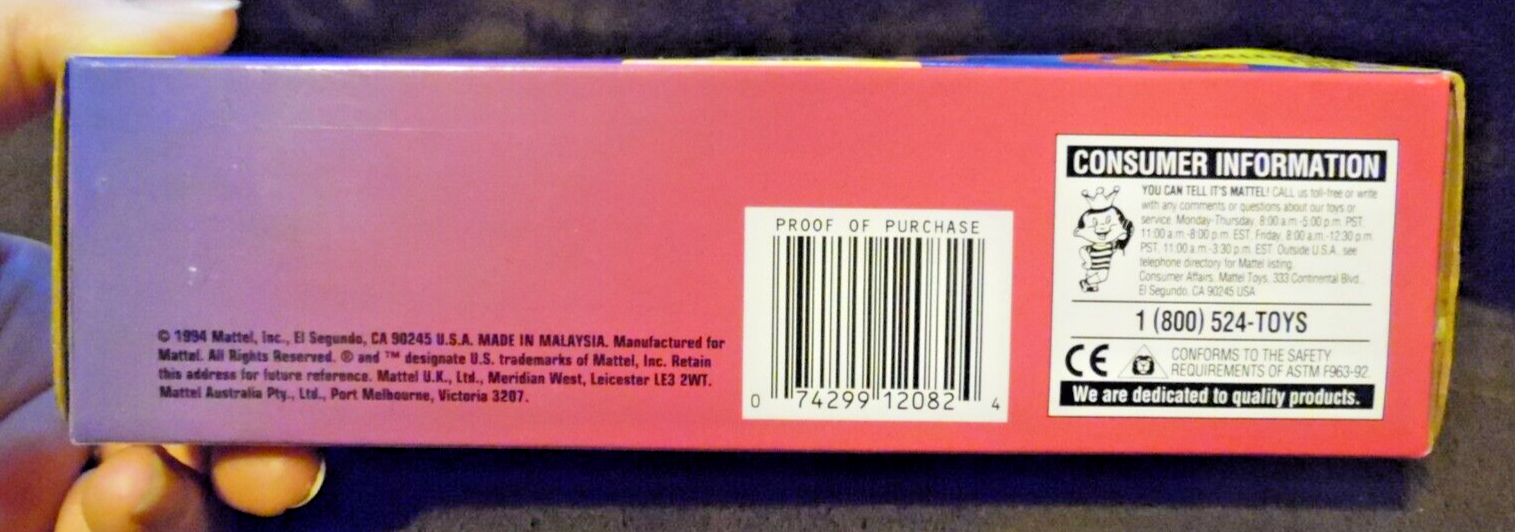 © 1994 Mattel, Inc., El Segundo, CA 90245 U.S.A. MADE IN MALAYSIA. Manufactured for
Mattel. All Rights Reserved. ® and ™ designate U.S. trademarks of Mattel, Inc. Retain
this address for future reference. Mattel U.K., Ltd., Meridian West, Leicester LE3 2WT.
Mattel Australia Pty., Ltd., Port Melbourne, Victoria 3207.
PROOF OF PURCHASE
0 74299 12082 4
CONSUMER INFORMATION
YOU CAN TELL IT'S MATTEL! CALL us toll-free or write
with any comments or questions about our toys or
service. Monday-Thursday 8:00 a.m.-5:00 p.m. PST.
11:00 a.m.-8:00 p.m. EST. Friday, 8:00 a.m.-12:30 p.m.
PST, 11:00 a.m.-3:30 p.m. EST. Outside U.S.A., see
telephone directory for Mattel listing.
Consumer Affairs, Mattel Toys, 333 Continental Blvd.,
El Segundo, CA 90245 USA
1 (800) 524-TOYS
CE
CONFORMS TO THE SAFETY
REQUIREMENTS OF ASTM F963-92
We are dedicated to quality products.